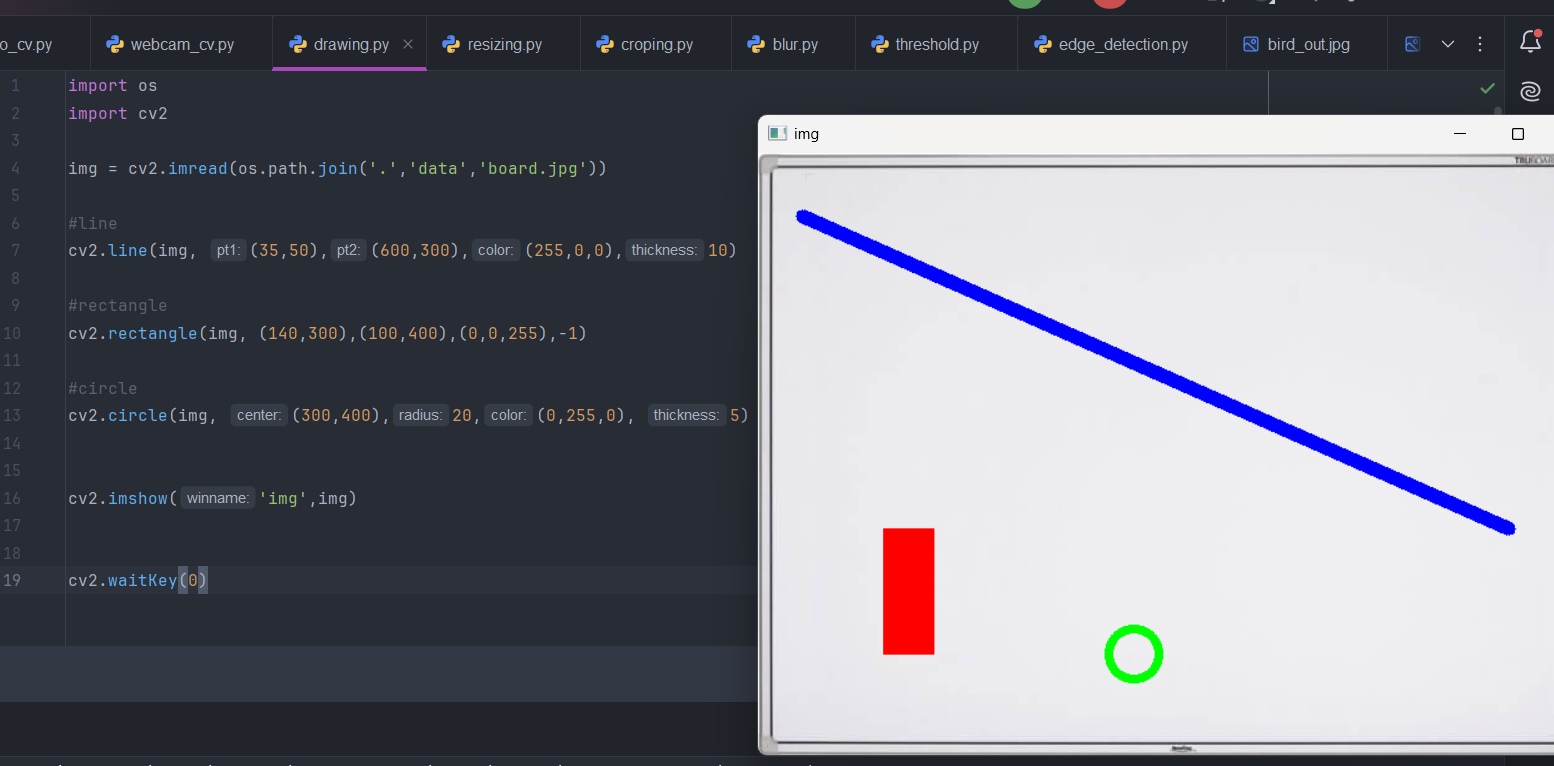 o_cv.py webcam_cv.py drawing.py resizing.py croping.py blur.py threshold.py edge_detection.py bird_out.jpg
1 import os
2 import cv2
3
4 img = cv2.imread(os.path.join('.','data','board.jpg'))
5
6 #line
7 cv2.line(img, pt1: (35,50), pt2: (600,300), color: (255,0,0), thickness: 10)
8
9 #rectangle
10 cv2.rectangle(img, (140,300),(100,400),(0,0,255),-1)
11
12 #circle
13 cv2.circle(img, center: (300,400), radius: 20, color: (0,255,0), thickness: 5)
14
15
16 cv2.imshow( winname: 'img',img)
17
18
19 cv2.waitKey(0)
img